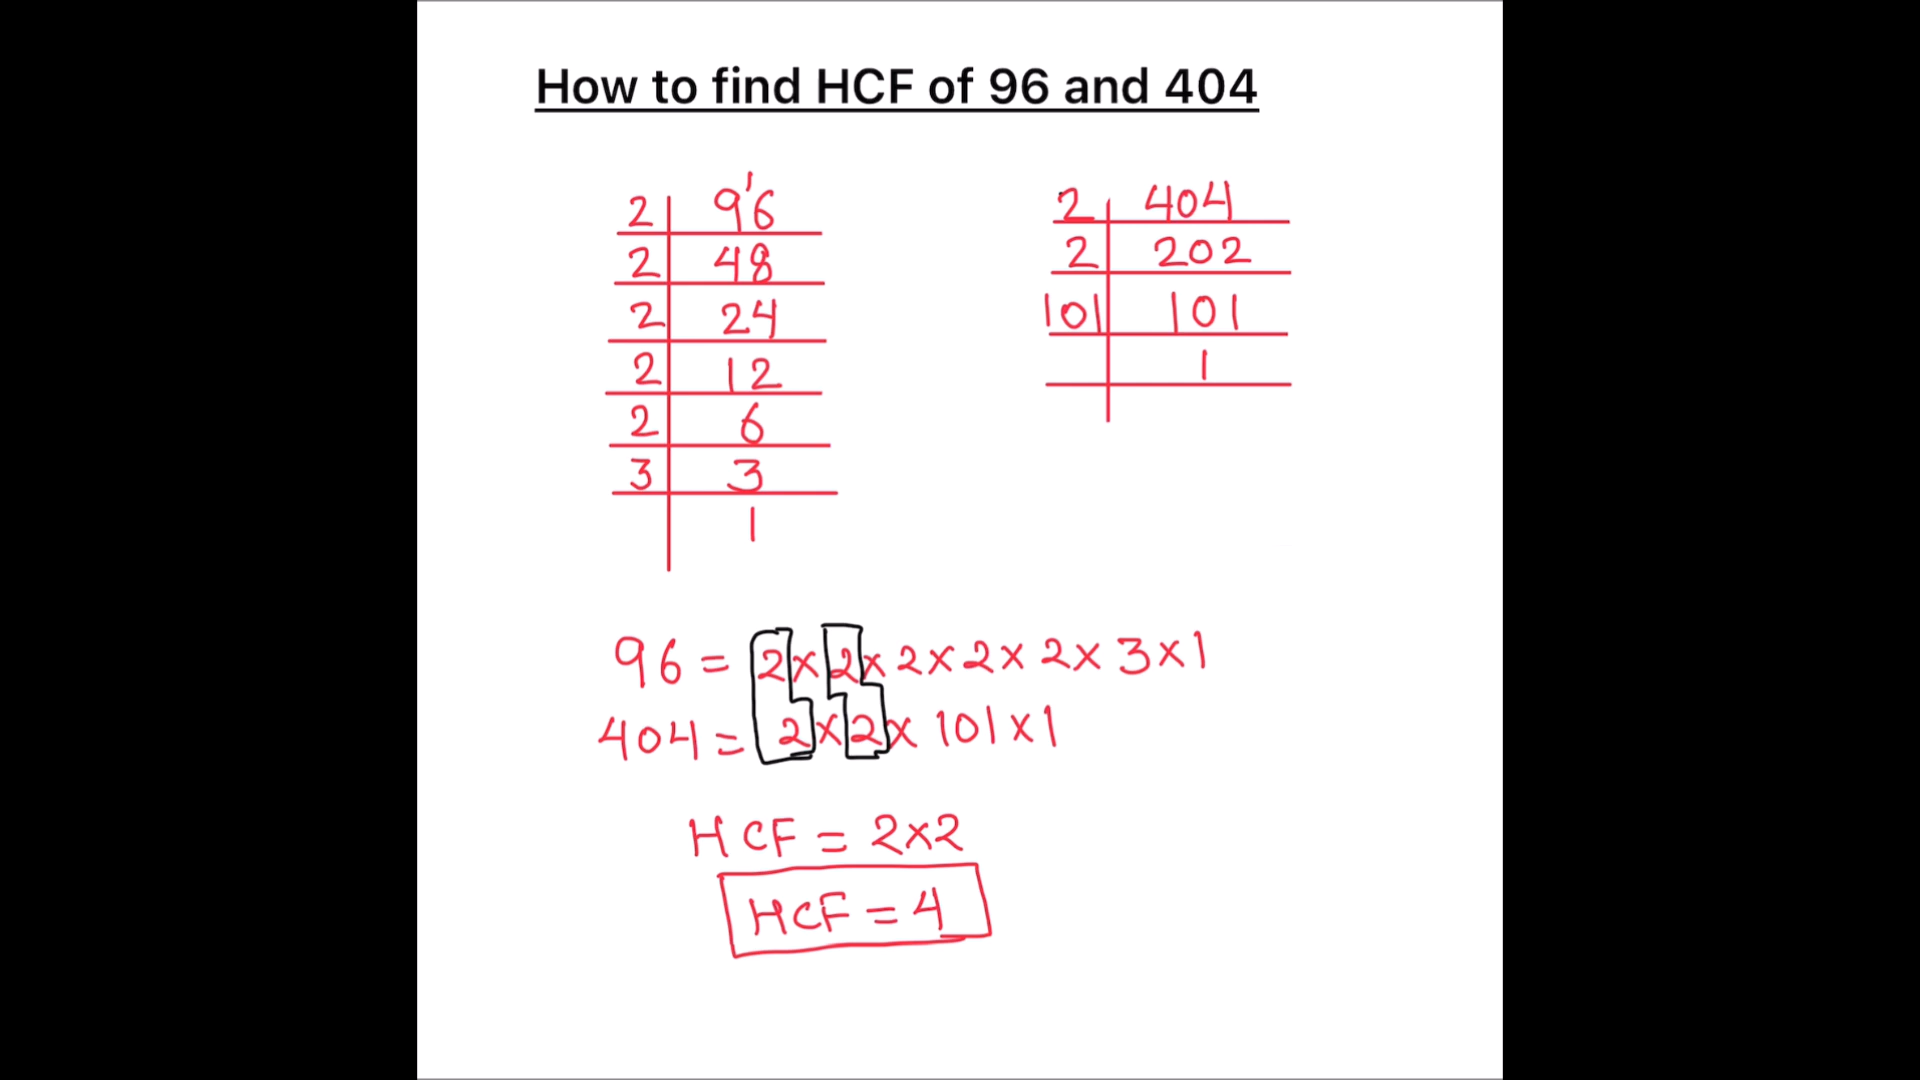 How to find HCF of 96 and 404
2 | 96
2 | 48
2 | 24
2 | 12
2 | 6
3 | 3
1
2 | 404
2 | 202
101 | 101
1
96 = 2 x 2 x 2 x 2 x 2 x 3 x 1
404 = 2 x 2 x 101 x 1
HCF = 2x2
HCF = 4